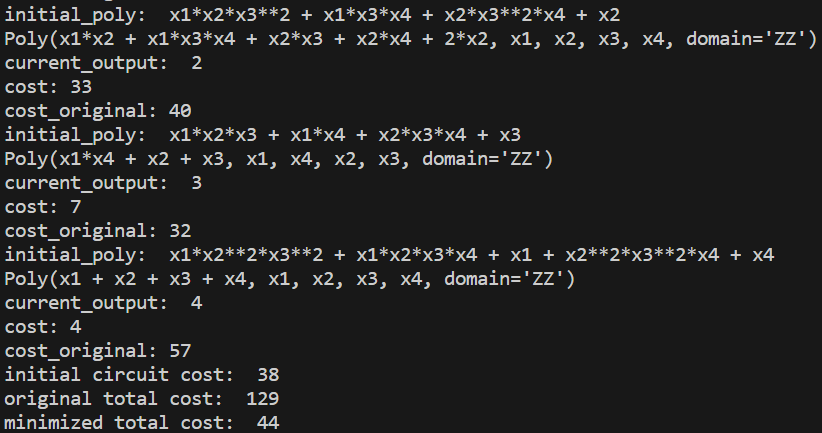 initial_poly:  x1*x2*x3**2 + x1*x3*x4 + x2*x3**2*x4 + x2
Poly(x1*x2 + x1*x3*x4 + x2*x3 + x2*x4 + 2*x2, x1, x2, x3, x4, domain='ZZ')
current_output:  2
cost: 33
cost_original: 40
initial_poly:  x1*x2*x3 + x1*x4 + x2*x3*x4 + x3
Poly(x1*x4 + x2 + x3, x1, x4, x2, x3, domain='ZZ')
current_output:  3
cost: 7
cost_original: 32
initial_poly:  x1*x2**2*x3**2 + x1*x2*x3*x4 + x1 + x2**2*x3**2*x4 + x4
Poly(x1 + x2 + x3 + x4, x1, x2, x3, x4, domain='ZZ')
current_output:  4
cost: 4
cost_original: 57
initial circuit cost:  38
original total cost:  129
minimized total cost:  44